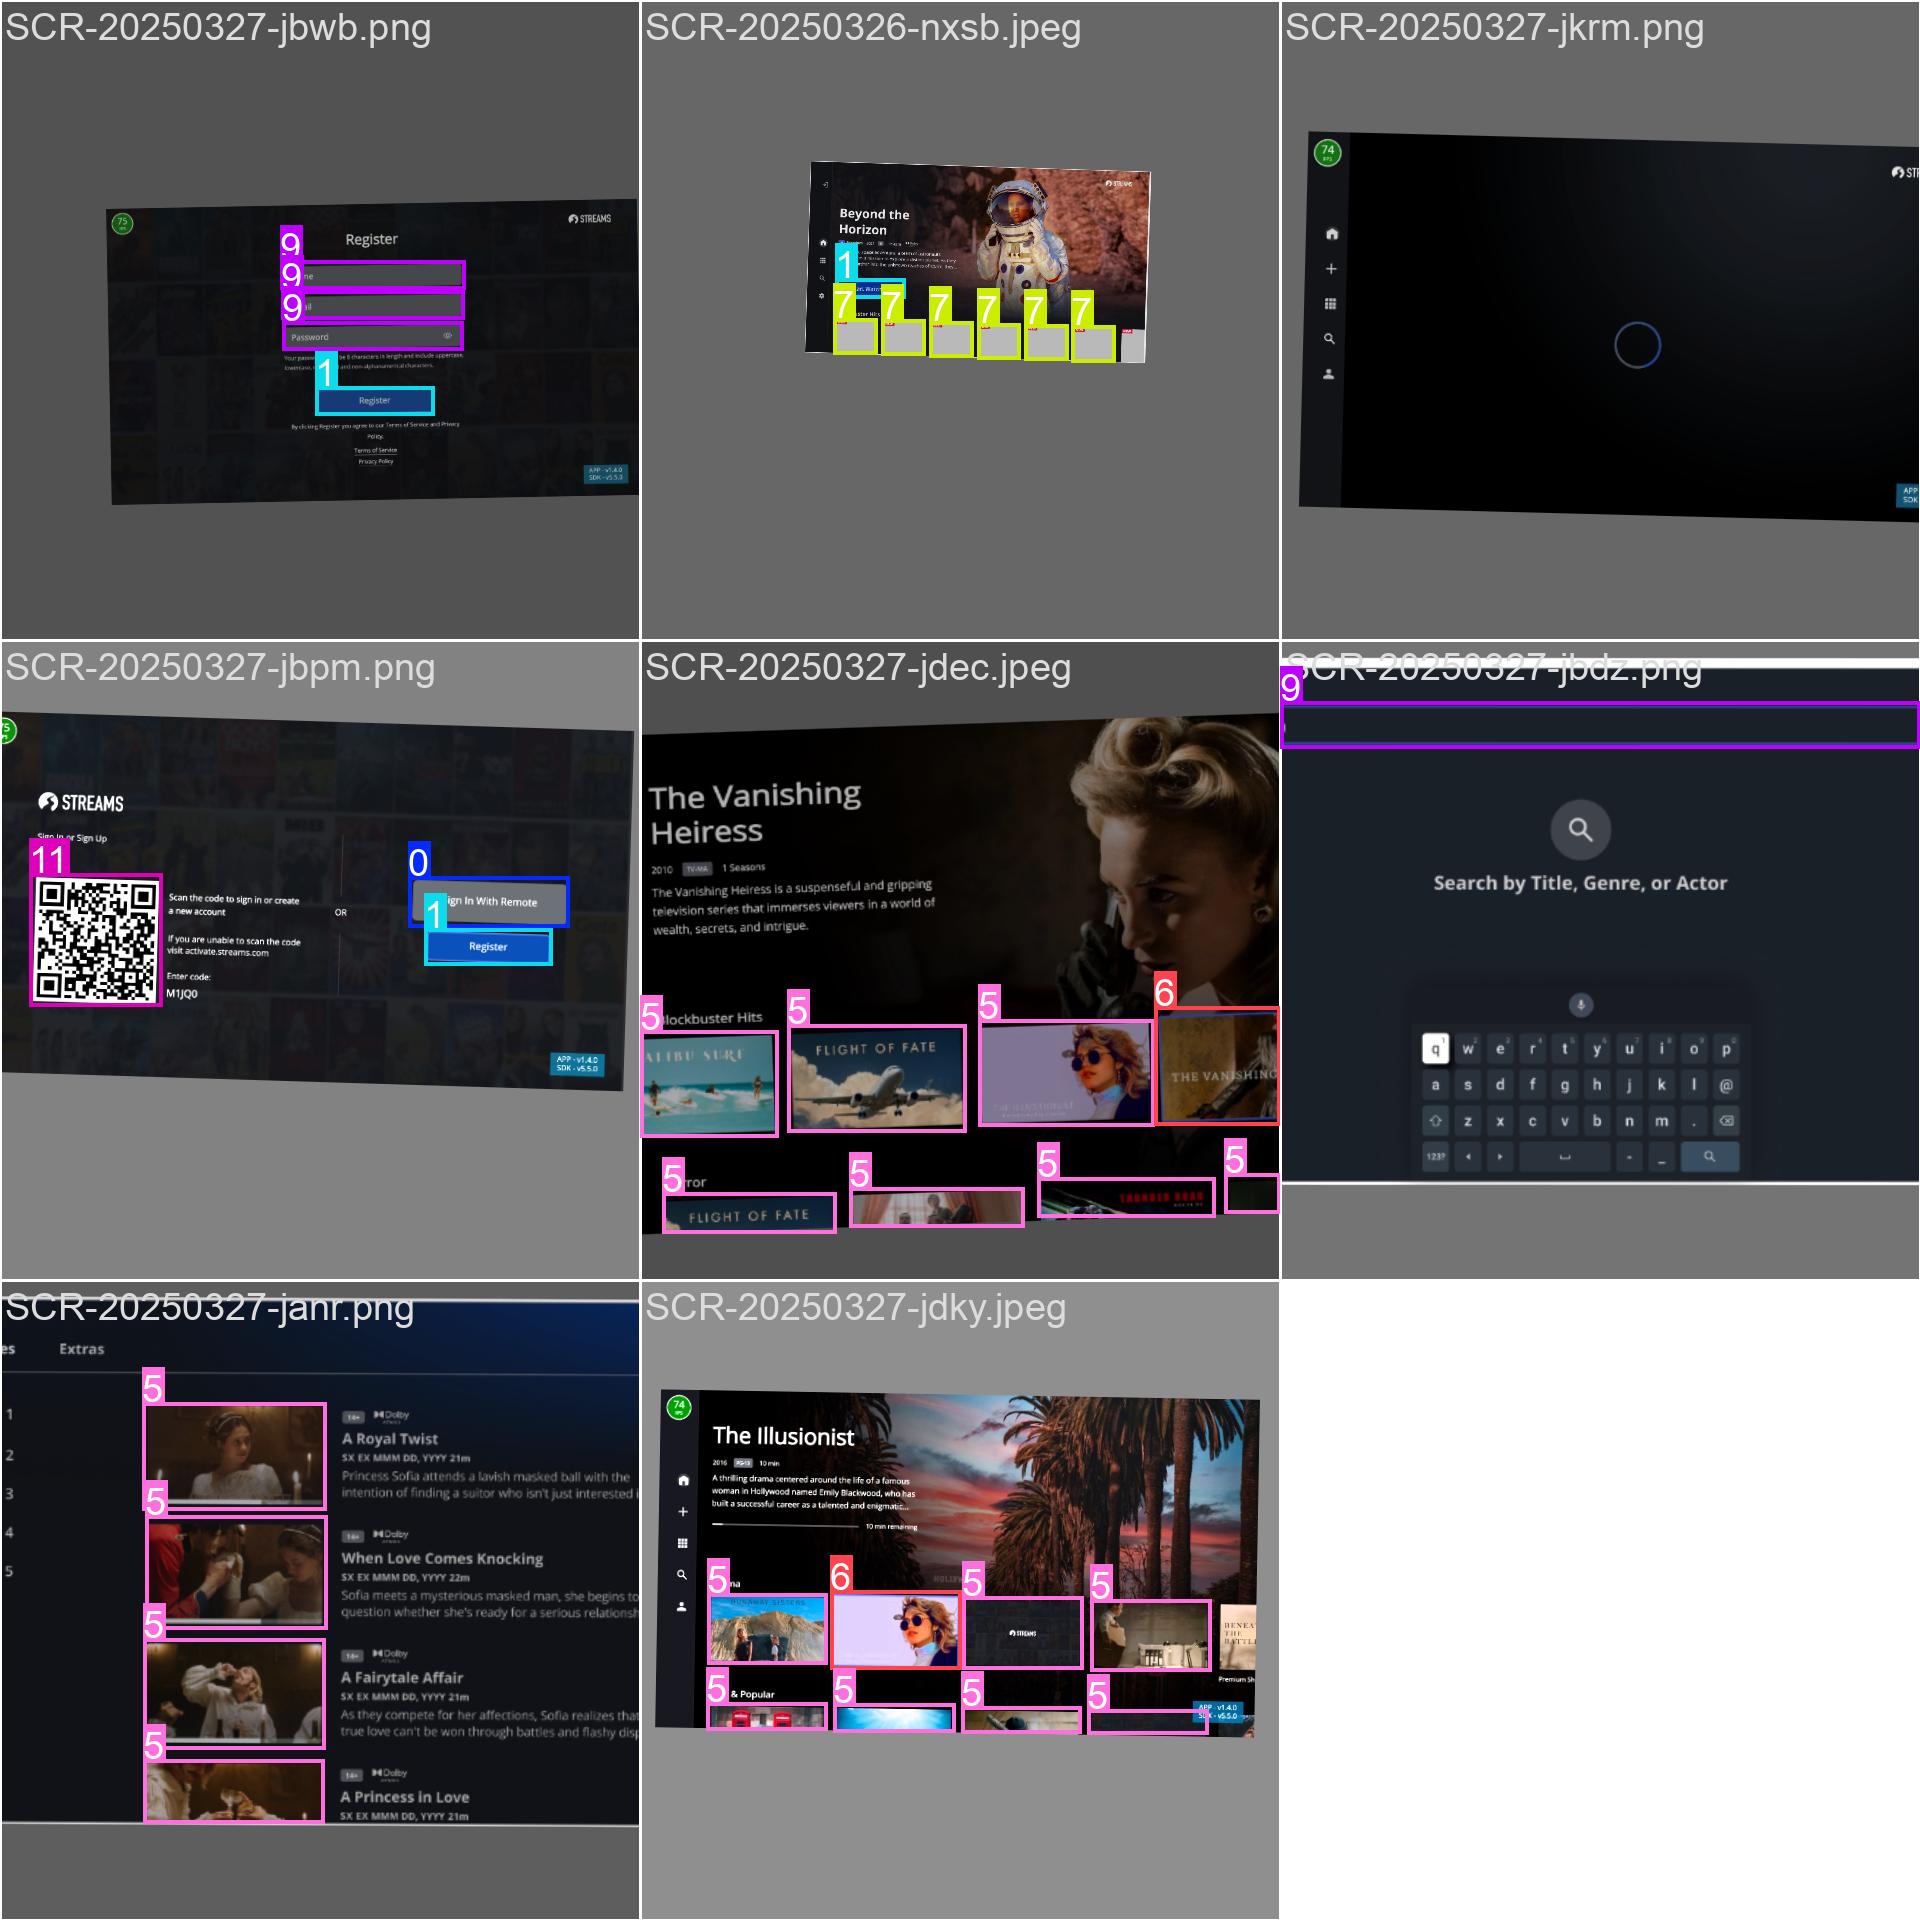 SCR-20250327-jbwb.png
75
FPS
STREAMS
Register
9
9
9
Password
Your
be 8 characters in length and include uppercase,
lowercase,
and non-alphanumerical characters.
1
Register
By clicking Register you agree to our Terms of Service and Privacy
Policy.
Terms of Service
Privacy Policy
APP - v1.4.0
SDK - v5.5.0
SCR-20250326-nxsb.jpeg
STREAMS
Beyond the
Horizon
1
7
7
7
7
7
7
SCR-20250327-jkrm.png
74
FPS
APP
SDK
SCR-20250327-jbpm.png
STREAMS
Sign In or Sign Up
11
Scan the code to sign in or create
a new account
If you are unable to scan the code
visit activate.streams.com
Enter code:
M1JQ0
OR
0
Sign In With Remote
1
Register
APP - v1.4.0
SDK - v5.5.0
SCR-20250327-jdec.jpeg
The Vanishing
Heiress
2010 TV-MA 1 Seasons
The Vanishing Heiress is a suspenseful and gripping
television series that immerses viewers in a world of
wealth, secrets, and intrigue.
5
5
5
6
Blockbuster Hits
FLIGHT OF FATE
THE ILLUSIONIST
THE VANISHING
5
5
5
5
FLIGHT OF FATE
SCR-20250327-jbdz.png
9
Search by Title, Genre, or Actor
q w e r t y u i o p
a s d f g h j k l @
z x c v b n m .
123? - _
SCR-20250327-janr.png
Extras
1
2
3
4
5
5
14+ Dolby
A Royal Twist
SX EX MMM DD, YYYY 21m
Princess Sofia attends a lavish masked ball with the
intention of finding a suitor who isn't just interested
5
14+ Dolby
When Love Comes Knocking
SX EX MMM DD, YYYY 22m
Sofia meets a mysterious masked man, she begins to
question whether she's ready for a serious
5
14+ Dolby
A Fairytale Affair
SX EX MMM DD, YYYY 21m
As they compete for her affections, Sofia realizes that
true love can't be won through battles and flashy
5
14+ Dolby
A Princess in Love
SX EX MMM DD, YYYY 21m
SCR-20250327-jdky.jpeg
74
FPS
The Illusionist
2016 PG-13 10 min
A thrilling drama centered around the life of a famous
woman in Hollywood named Emily Blackwood, who has
built a successful career as a talented and enigmatic...
10 min remaining
5
6
5
5
RUNAWAY SISTERS
STREAMS
THE
Premium
5
5
5
5
& Popular
APP - v1.4.0
SDK - v5.5.0